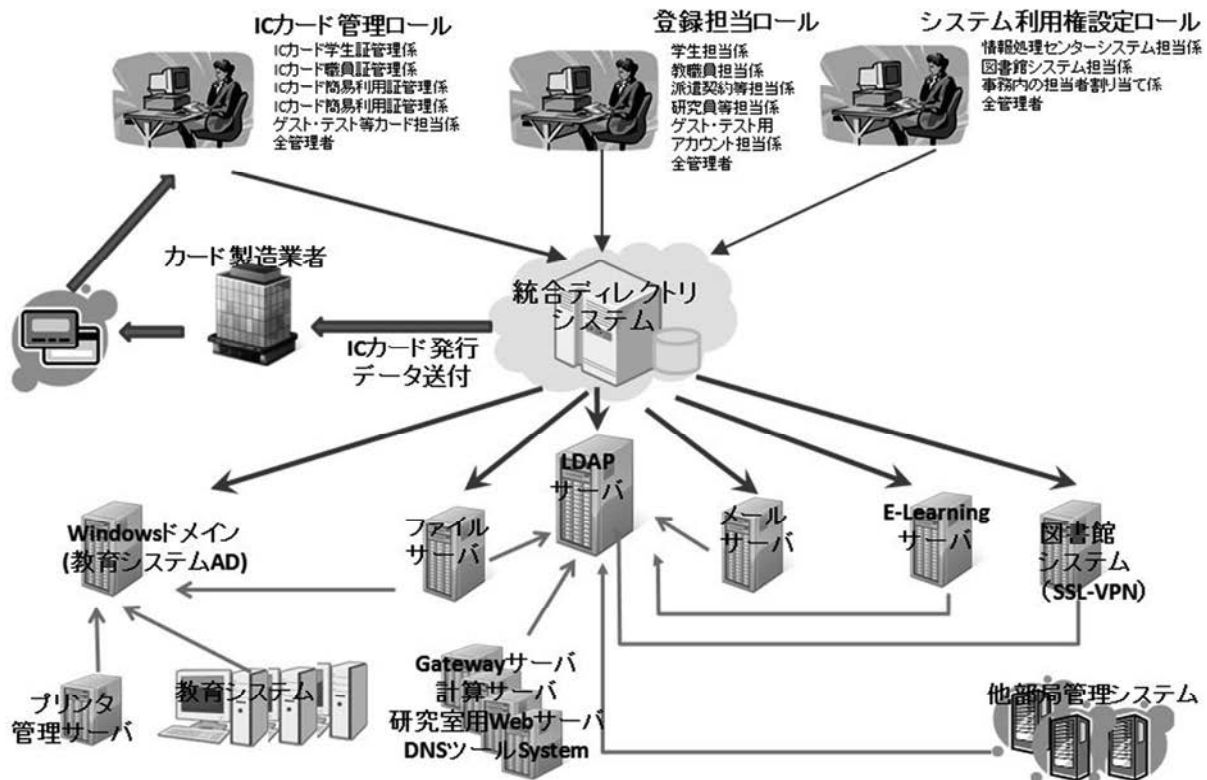 ICカード管理ロール
ICカード学生証管理係
ICカード職員証管理係
ICカード簡易利用証管理係
ICカード簡易利用証管理係
ゲスト・テスト等カード担当係
全管理者
登録担当ロール
学生担当係
教職員担当係
派遣契約等担当係
研究員等担当係
ゲスト・テスト用
アカウント担当係
全管理者
システム利用権設定ロール
情報処理センターシステム担当係
図書館システム担当係
事務内の担当者割り当て係
全管理者
カード製造業者
統合ディレクトリ
システム
ICカード発行
データ送付
LDAP
サーバ
Windowsドメイン
(教育システムAD)
ファイル
サーバ
メール
サーバ
E-Learning
サーバ
図書館
システム
(SSL-VPN)
プリンタ
管理サーバ
教育システム
Gatewayサーバ
計算サーバ
研究室用Webサーバ
DNSツールSystem
他部局管理システム